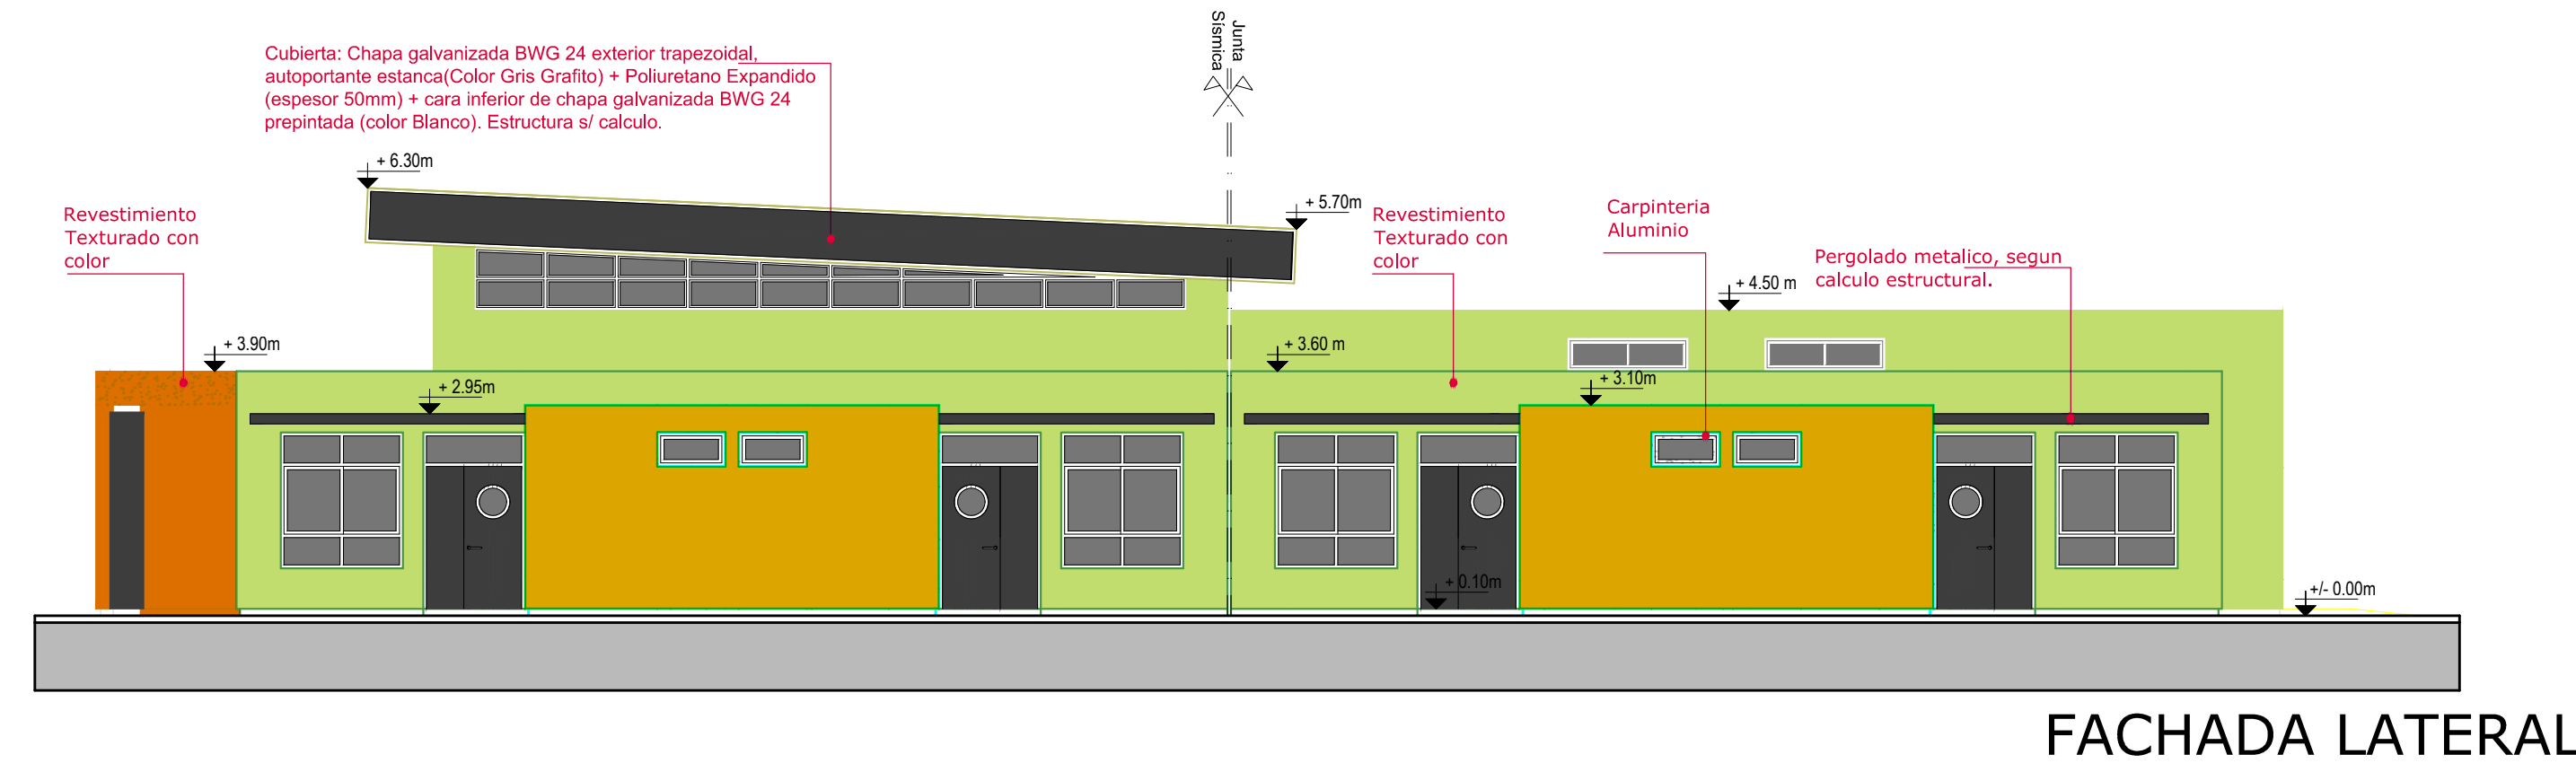 Junta
Sísmica
Cubierta: Chapa galvanizada BWG 24 exterior trapezoidal,
autoportante estanca(Color Gris Grafito) + Poliuretano Expandido
(espesor 50mm) + cara inferior de chapa galvanizada BWG 24
prepintada (color Blanco). Estructura s/ calculo.
+ 6.30m
+ 5.70m
Revestimiento
Texturado con
color
Revestimiento
Texturado con
color
Carpinteria
Aluminio
Pergolado metalico, segun
calculo estructural.
+ 4.50 m
+ 3.90m
+ 3.60 m
+ 2.95m
+ 3.10m
+ 0.10m
+/- 0.00m
FACHADA LATERAL